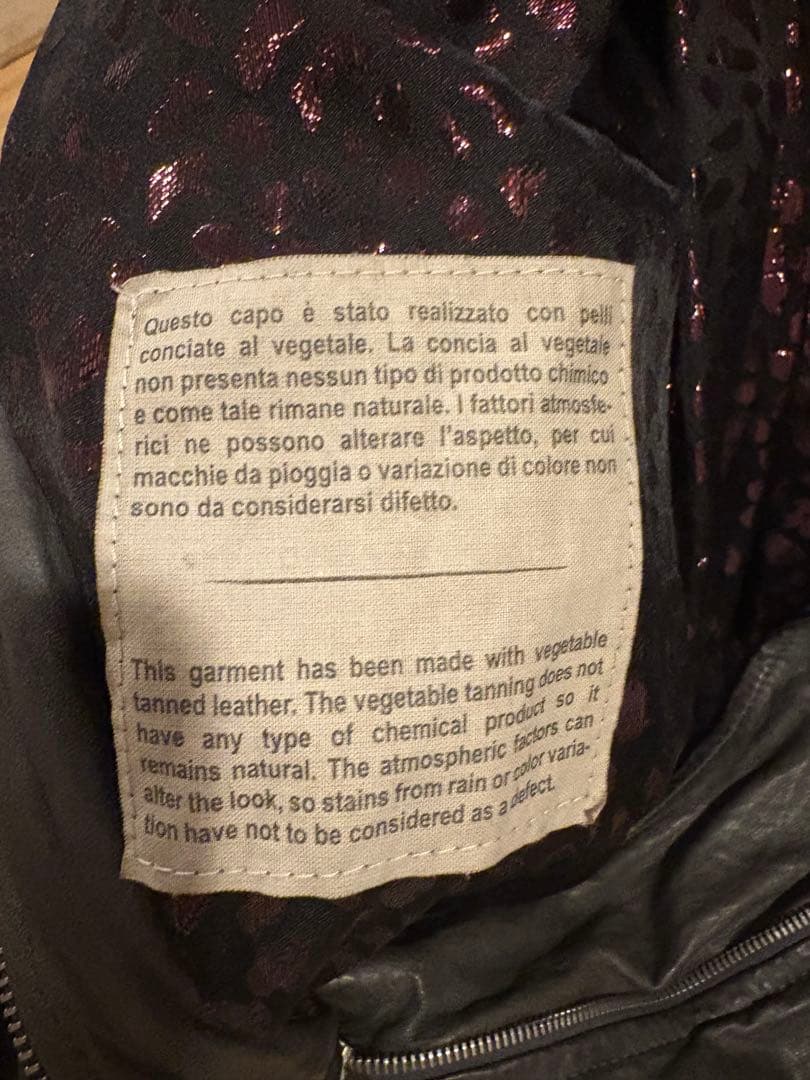 Questo capo è stato realizzato con pelli
conciate al vegetale. La concia al vegetale
non presenta nessun tipo di prodotto chimico
e come tale rimane naturale. I fattori atmosfe-
rici ne possono alterare l'aspetto, per cui
macchie da pioggia o variazione di colore non
sono da considerarsi difetto.
This garment has been made with vegetable
tanned leather. The vegetable tanning does not
have any type of chemical product so it
remains natural. The atmospheric factors can
alter the look, so stains from rain or color varia-
tion have not to be considered as a defect.